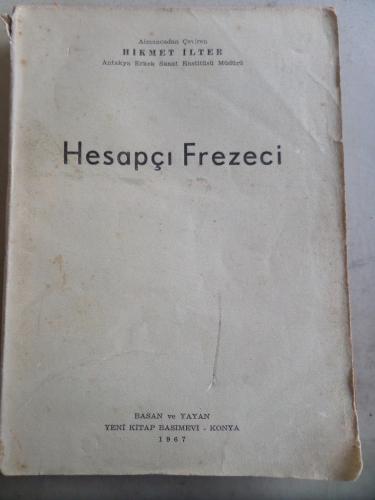 Almancadan Çeviren
HİKMET İLTER
Antakya Erkek Sanat Enstitüsü Müdürü
Hesapçı Frezeci
BASAN ve YAYAN
YENİ KİTAP BASIMEVİ - KONYA
1967